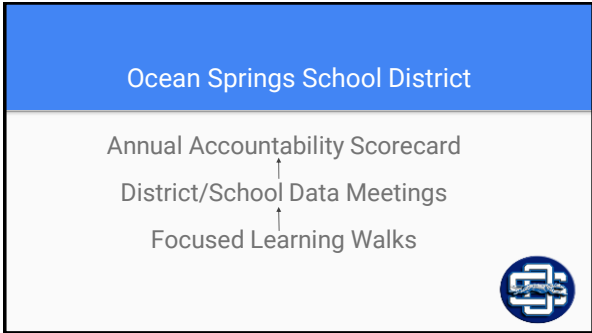 Ocean Springs School District
Annual Accountability Scorecard
District/School Data Meetings
Focused Learning Walks